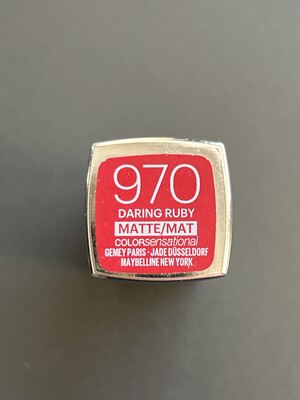 970
DARING RUBY
MATTE/MAT
COLORsensational
GEMEY PARIS · JADE DÜSSELDORF
MAYBELLINE NEW YORK